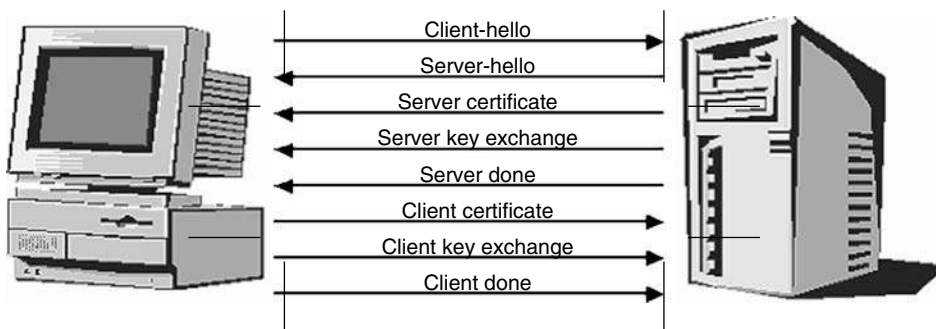 Client-hello
Server-hello
Server certificate
Server key exchange
Server done
Client certificate
Client key exchange
Client done